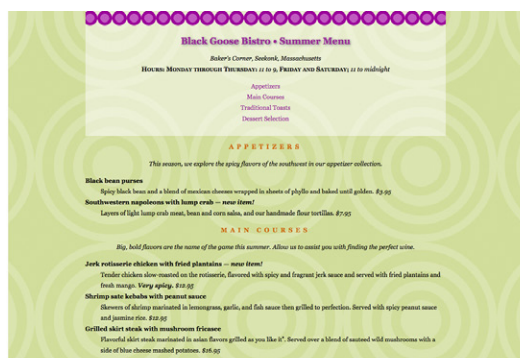 Black Goose Bistro • Summer Menu
Baker's Corner, Seekonk, Massachusetts
HOURS: MONDAY THROUGH THURSDAY: 11 to 9, FRIDAY AND SATURDAY; 11 to midnight
Appetizers
Main Courses
Traditional Toasts
Dessert Selection
APPETIZERS
This season, we explore the spicy flavors of the southwest in our appetizer collection.
Black bean purses
Spicy black bean and a blend of mexican cheeses wrapped in sheets of phyllo and baked until golden. $3.95
Southwestern napoleons with lump crab — new item!
Layers of light lump crab meat, bean and corn salsa, and our handmade flour tortillas. $7.95
MAIN COURSES
Big, bold flavors are the name of the game this summer. Allow us to assist you with finding the perfect wine.
Jerk rotisserie chicken with fried plantains — new item!
Tender chicken slow-roasted on the rotisserie, flavored with spicy and fragrant jerk sauce and served with fried plantains and
fresh mango. Very spicy. $12.95
Shrimp sate kebabs with peanut sauce
Skewers of shrimp marinated in lemongrass, garlic, and fish sauce then grilled to perfection. Served with spicy peanut sauce
and jasmine rice. $12.95
Grilled skirt steak with mushroom fricasee
Flavorful skirt steak marinated in asian flavors grilled as you like it*. Served over a blend of sauteed wild mushrooms with a
side of blue cheese mashed potatoes. $16.95